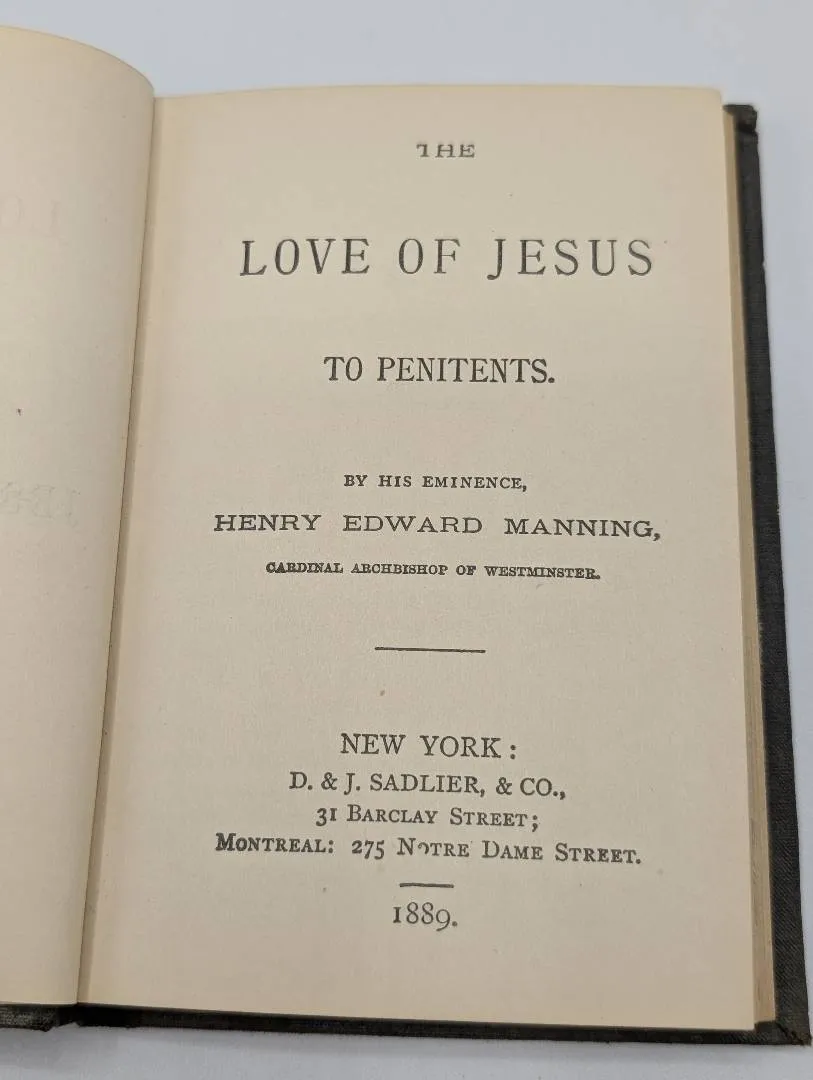 THE
LOVE OF JESUS
TO PENITENTS.
BY HIS EMINENCE,
HENRY EDWARD MANNING,
CARDINAL ARCHBISHOP OF WESTMINSTER.
NEW YORK:
D. & J. SADLIER, & CO.,
31 BARCLAY STREET;
MONTREAL: 275 NOTRE DAME STREET.
1889.